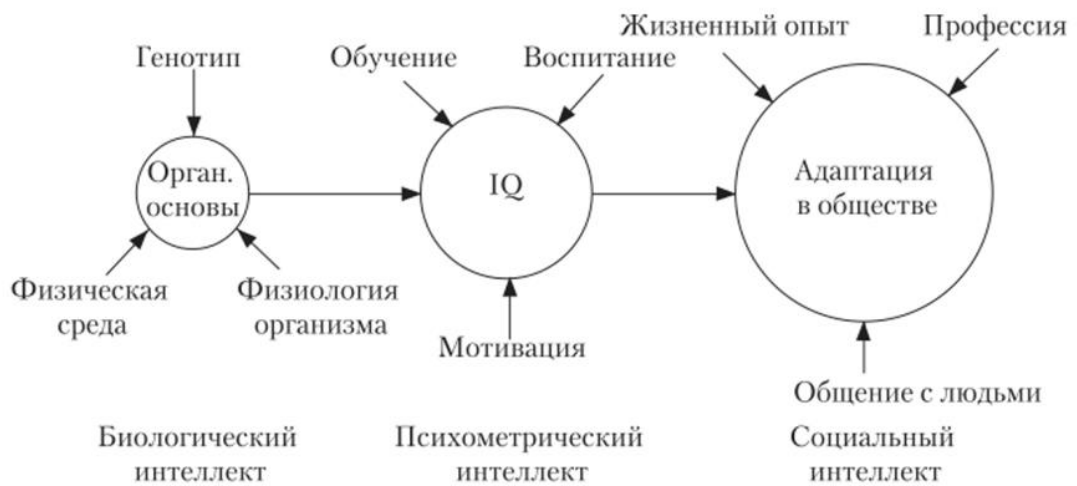 Жизненный опыт
Профессия
Генотип
Обучение
Воспитание
Орган.
основы
IQ
Адаптация
в обществе
Физическая
среда
Физиология
организма
Мотивация
Общение с людьми
Биологический
интеллект
Психометрический
интеллект
Социальный
интеллект